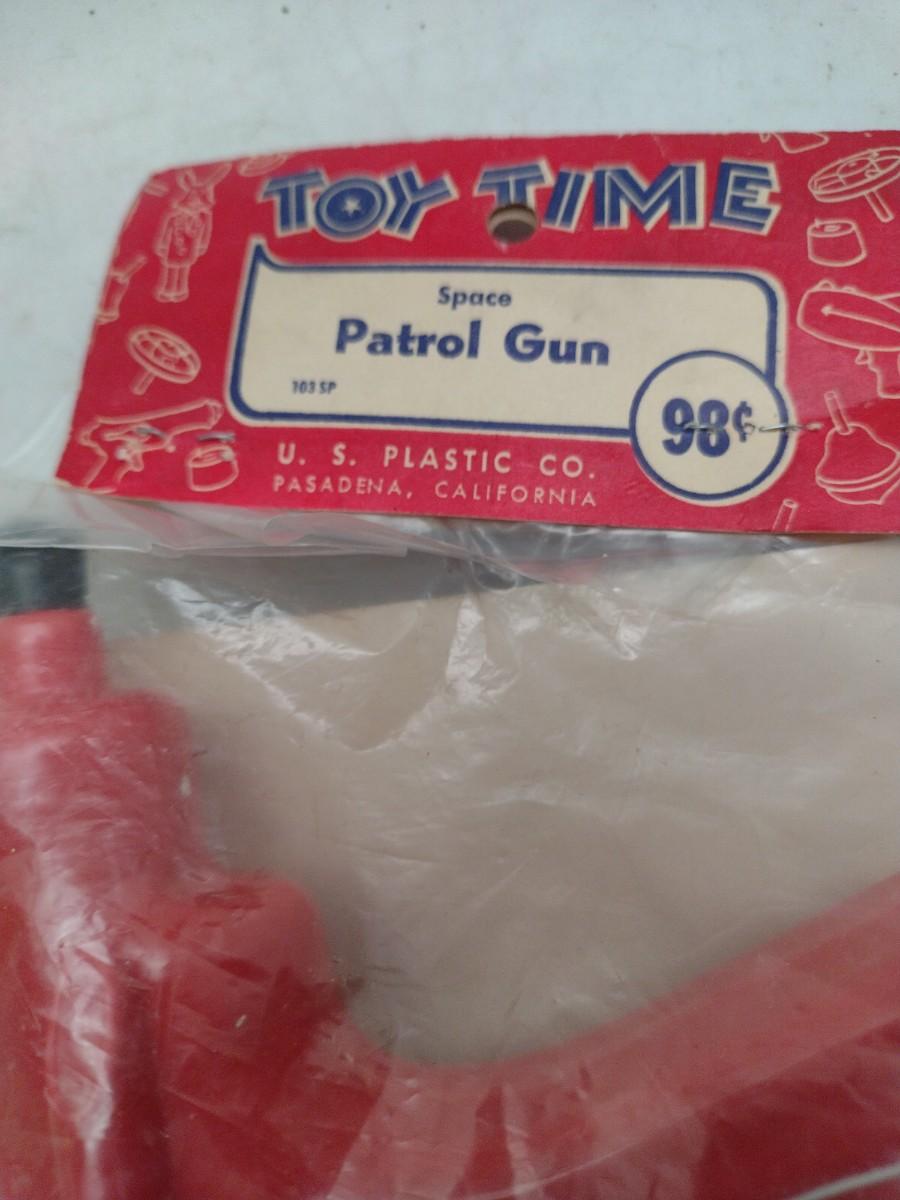 TOY TIME
Space
Patrol Gun
103 SP
98¢
U. S. PLASTIC CO.
PASADENA, CALIFORNIA